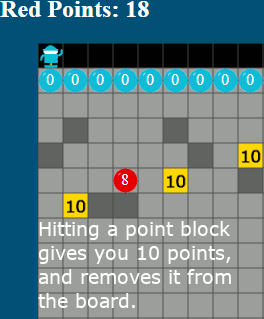 Red Points: 18
0 0 0 0 0 0 0 0 0
10
8 10
10
Hitting a point block
gives you 10 points,
and removes it from
the board.